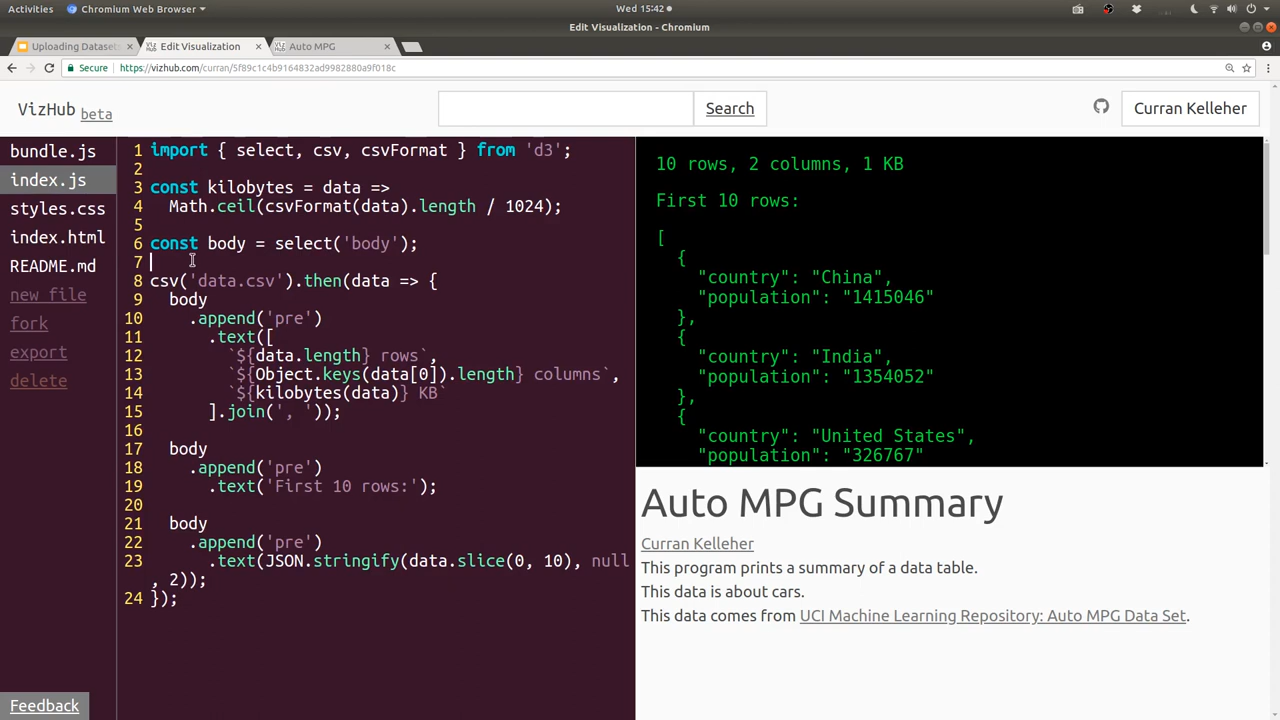 Activities
Chromium Web Browser
Wed 15:42
Edit Visualization - Chromium
Uploading Datasets
Edit Visualization
Auto MPG
Secure
https://vizhub.com/curran/5f89c1c4b9164832ad9982880a9f018c
VizHub beta
Search
Curran Kelleher
bundle.js
index.js
styles.css
index.html
README.md
new file
fork
export
delete
Feedback
1 import { select, csv, csvFormat } from 'd3';
2
3 const kilobytes = data =>
4 Math.ceil(csvFormat(data).length / 1024);
5
6 const body = select('body');
7
8 csv('data.csv').then(data => {
9 body
10 .append('pre')
11 .text([
12 `${data.length} rows`,
13 `${Object.keys(data[0]).length} columns`,
14 `${kilobytes(data)} KB`
15 ].join(', '));
16
17 body
18 .append('pre')
19 .text('First 10 rows:');
20
21 body
22 .append('pre')
23 .text(JSON.stringify(data.slice(0, 10), null
, 2));
24 });
10 rows, 2 columns, 1 KB
First 10 rows:
[
{
"country": "China",
"population": "1415046"
},
{
"country": "India",
"population": "1354052"
},
{
"country": "United States",
"population": "326767"
Auto MPG Summary
Curran Kelleher
This program prints a summary of a data table.
This data is about cars.
This data comes from UCI Machine Learning Repository: Auto MPG Data Set.